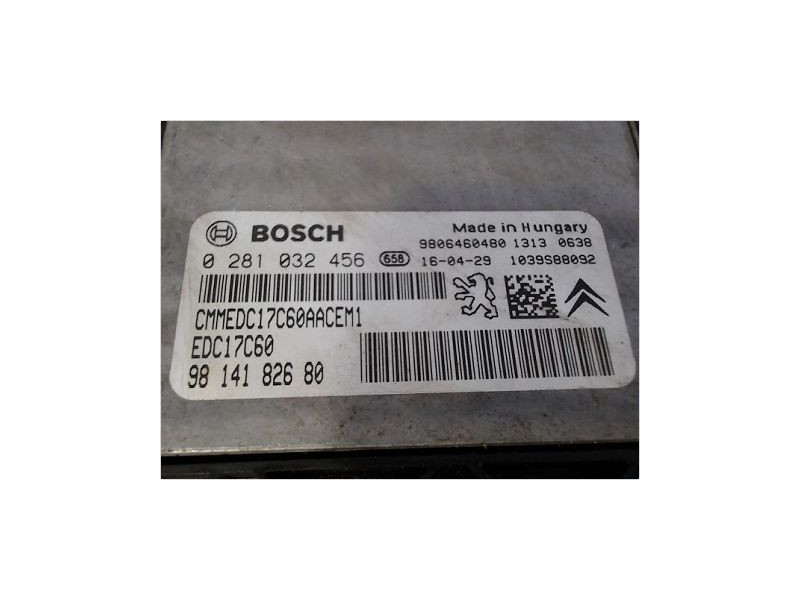 BOSCH
Made in Hungary
9806460480 1313 0638
0 281 032 456 658 16-04-29 1039S88092
CMMEDC17C60AACEM1
EDC17C60
98 141 826 80